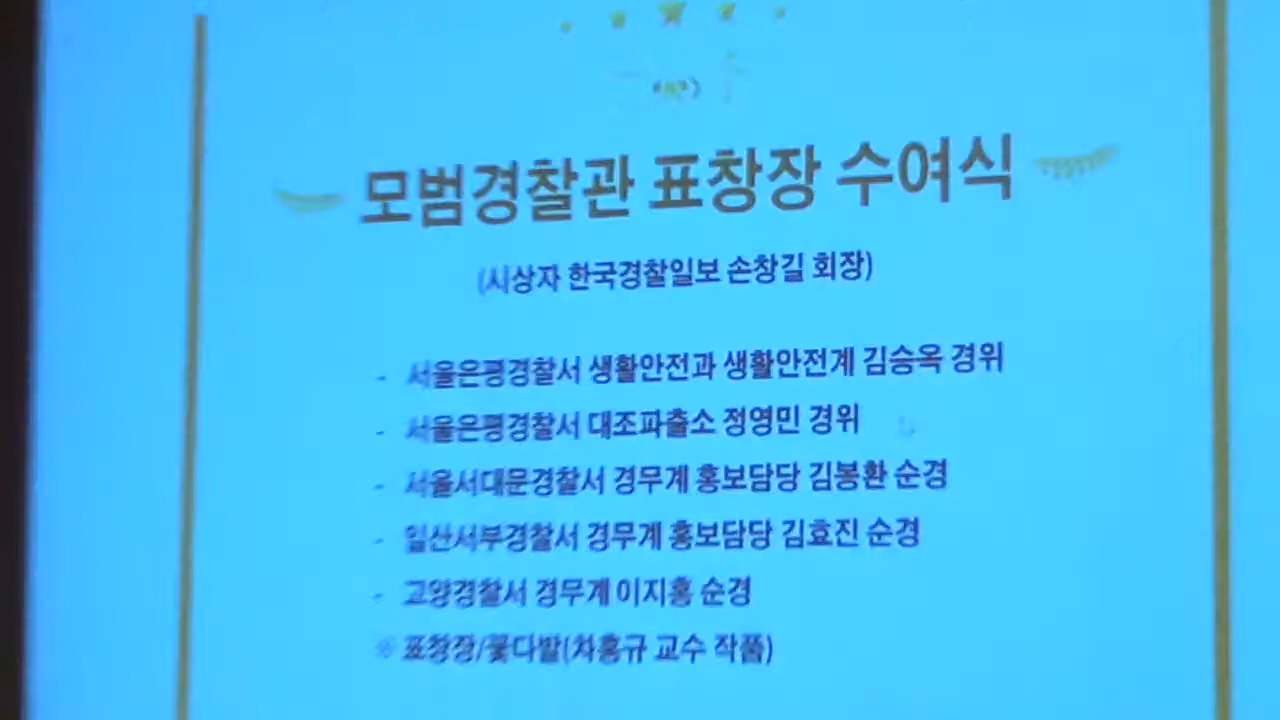 모범경찰관 표창장 수여식
(시상자 한국경찰일보 손창길 회장)
- 서울은평경찰서 생활안전과 생활안전계 김승옥 경위
- 서울은평경찰서 대조파출소 정영민 경위
- 서울서대문경찰서 경무계 홍보담당 김봉환 순경
- 일산서부경찰서 경무계 홍보담당 김효진 순경
- 고양경찰서 경무계 이지홍 순경
※ 표창장/꽃다발(차홍규 교수 작품)